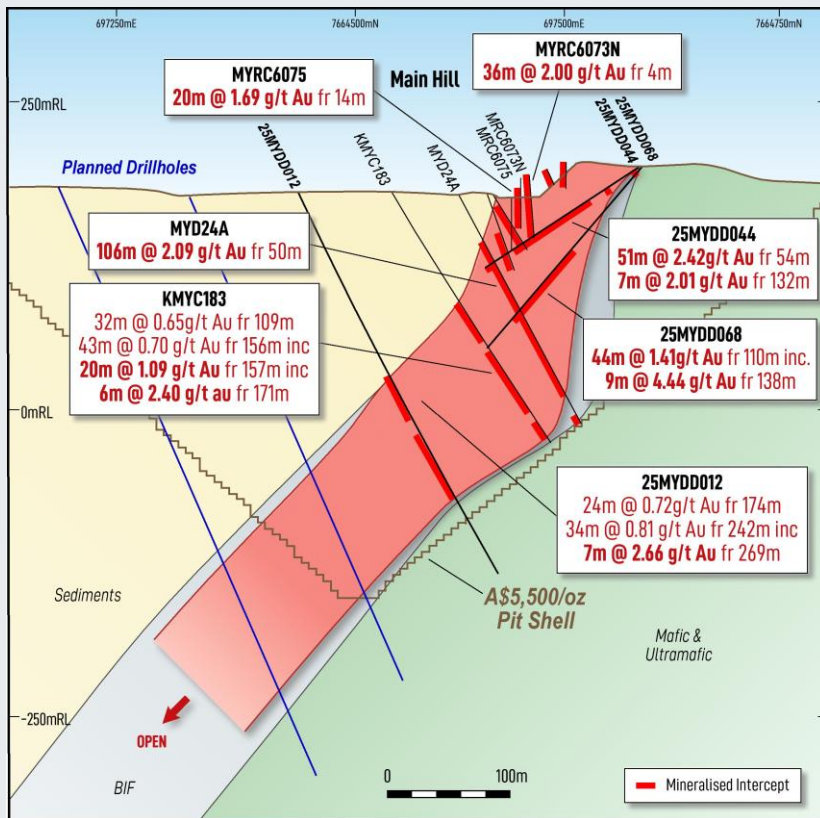 697250mE
7664500mN
697500mE
7664750mN
MYRC6075
20m @ 1.69 g/t Au fr 14m
Main Hill
MYRC6073N
36m @ 2.00 g/t Au fr 4m
250mRL
Planned Drillholes
25MYDD012
KMYC183
MYD24A
MRC6075
MRC6073N
25MYDD044
25MYDD068
MYD24A
106m @ 2.09 g/t Au fr 50m
25MYDD044
51m @ 2.42g/t Au fr 54m
7m @ 2.01 g/t Au fr 132m
KMYC183
32m @ 0.65g/t Au fr 109m
43m @ 0.70 g/t Au fr 156m inc
20m @ 1.09 g/t Au fr 157m inc
6m @ 2.40 g/t au fr 171m
25MYDD068
44m @ 1.41g/t Au fr 110m inc.
9m @ 4.44 g/t Au fr 138m
0mRL
25MYDD012
24m @ 0.72g/t Au fr 174m
34m @ 0.81 g/t Au fr 242m inc
7m @ 2.66 g/t Au fr 269m
Sediments
A$5,500/oz
Pit Shell
Mafic &
Ultramafic
-250mRL
OPEN
BIF
0
100m
Mineralised Intercept